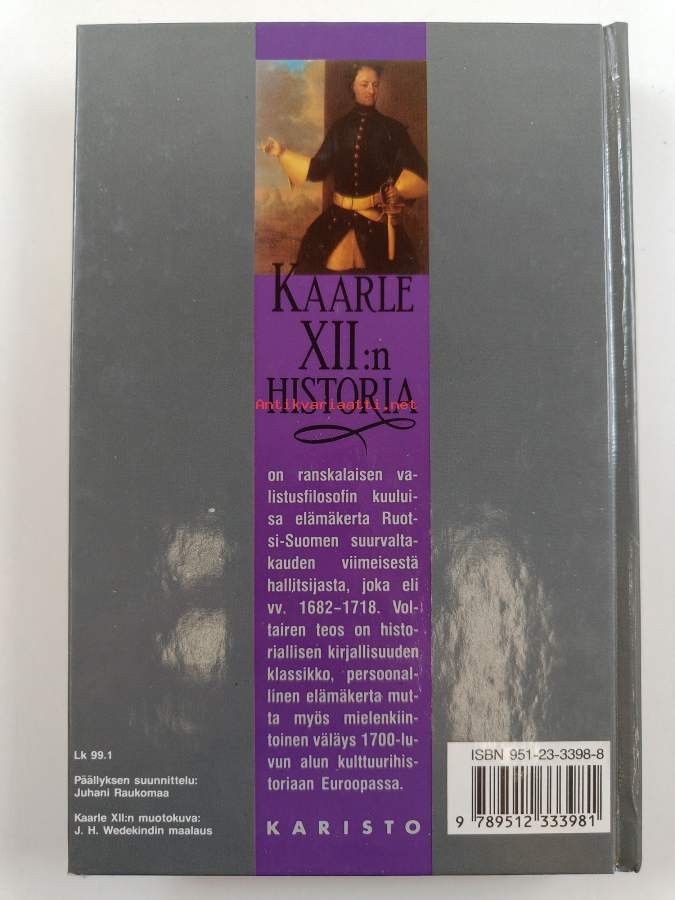 KAARLE
XII:n
HISTORIA
Antikvariaatti.net
on ranskalaisen va-
listusfilosofin kuului-
sa elämäkerta Ruot-
si-Suomen suurvalta-
kauden viimeisestä
hallitsijasta, joka eli
vv. 1682–1718. Vol-
tairen teos on histo-
riallisen kirjallisuuden
klassikko, persoonal-
linen elämäkerta mut-
ta myös mielenkiin-
toinen väläys 1700-lu-
vun alun kulttuurihis-
toriaan Euroopassa.
KARISTO
Lk 99.1
Päällyksen suunnittelu:
Juhani Raukomaa
Kaarle XII:n muotokuva:
J. H. Wedekindin maalaus
ISBN 951-23-3398-8
9 789512 333981